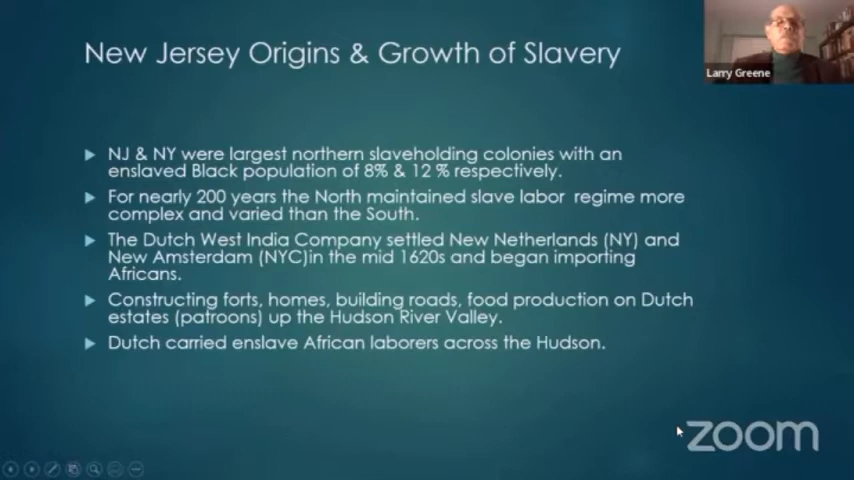 New Jersey Origins & Growth of Slavery
Larry Greene
NJ & NY were largest northern slaveholding colonies with an
enslaved Black population of 8% & 12 % respectively.
For nearly 200 years the North maintained slave labor regime more
complex and varied than the South.
The Dutch West India Company settled New Netherlands (NY) and
New Amsterdam (NYC)in the mid 1620s and began importing
Africans.
Constructing forts, homes, building roads, food production on Dutch
estates (patroons) up the Hudson River Valley.
Dutch carried enslave African laborers across the Hudson.
zoom